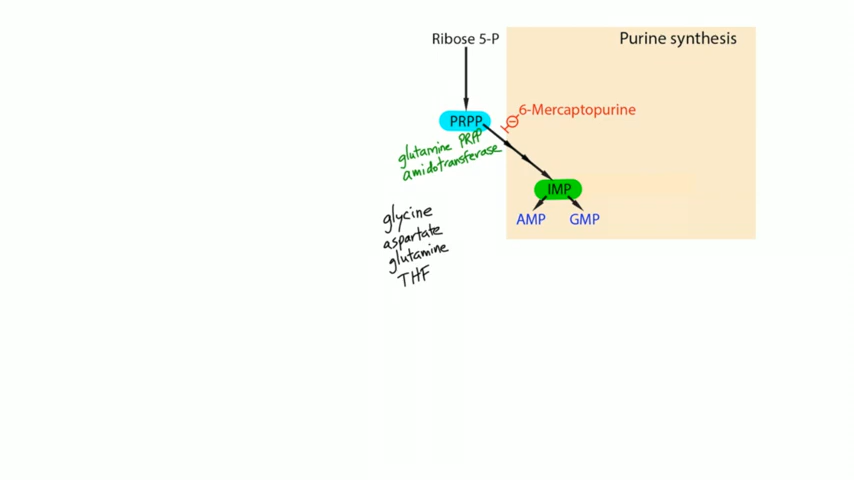 Ribose 5-P
Purine synthesis
6-Mercaptopurine
PRPP
glutamine PRPP
amidotransferase
IMP
glycine
aspartate
glutamine
THF
AMP GMP